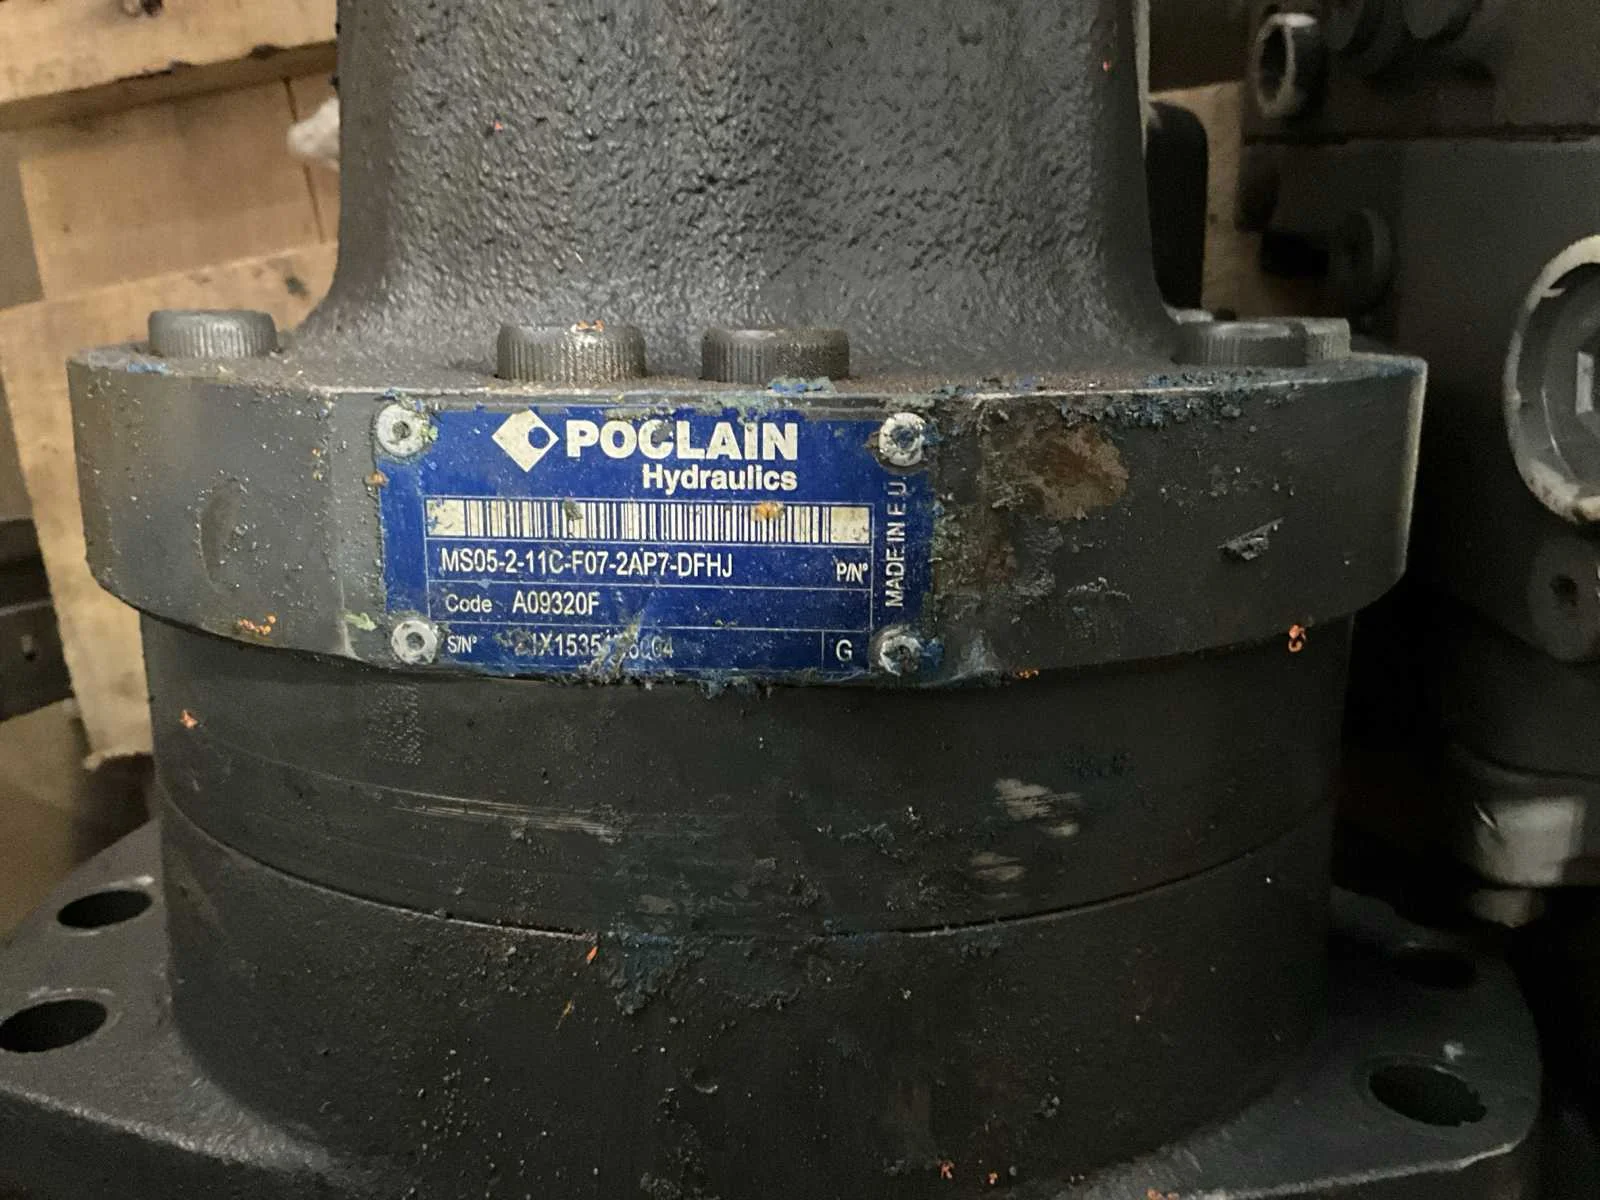 POCLAIN
Hydraulics
MADE IN E.U.
MS05-2-11C-F07-2AP7-DFHJ P/N°
Code A09320F
S/N° G